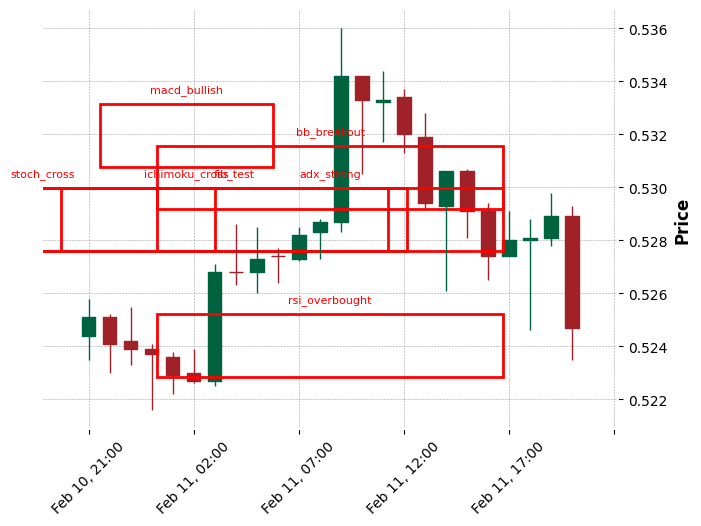 0.536
0.534
macd_bullish
0.532
bb_breakout
0.530
stoch_cross
ichimoku_cross
fib_test
adx_strong
0.528
0.526
rsi_overbought
0.524
0.522
Price
Feb 10, 21:00
Feb 11, 02:00
Feb 11, 07:00
Feb 11, 12:00
Feb 11, 17:00